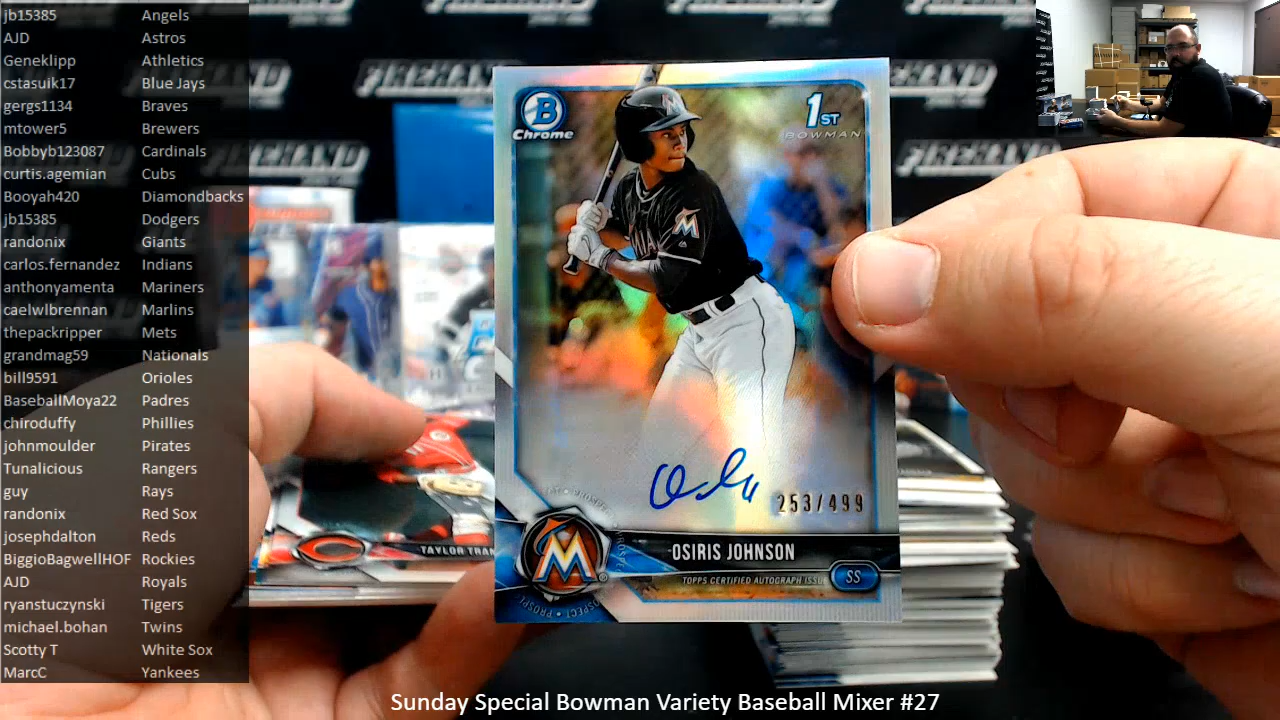 jb15385 Angels
AJD Astros
Geneklipp Athletics
cstasuik17 Blue Jays
gergs1134 Braves
mtower5 Brewers
Bobbyb123087 Cardinals
curtis.agemian Cubs
Booyah420 Diamondbacks
jb15385 Dodgers
randonix Giants
carlos.fernandez Indians
anthonyamenta Mariners
caelwlbrennan Marlins
thepackripper Mets
grandmag59 Nationals
bill9591 Orioles
BaseballMoya22 Padres
chiroduffy Phillies
johnmoulder Pirates
Tunalicious Rangers
guy Rays
randonix Red Sox
josephdalton Reds
BiggioBagwellHOF Rockies
AJD Royals
ryanstuczynski Tigers
michael.bohan Twins
Scotty T White Sox
MarcC Yankees
FIREHAND
FIREHAND
FIREHAND
B
Chrome
1ST
BOWMAN
M
253/499
OSIRIS JOHNSON
TOPPS CERTIFIED AUTOGRAPH ISSUE
SS
TAYLOR
Sunday Special Bowman Variety Baseball Mixer #27